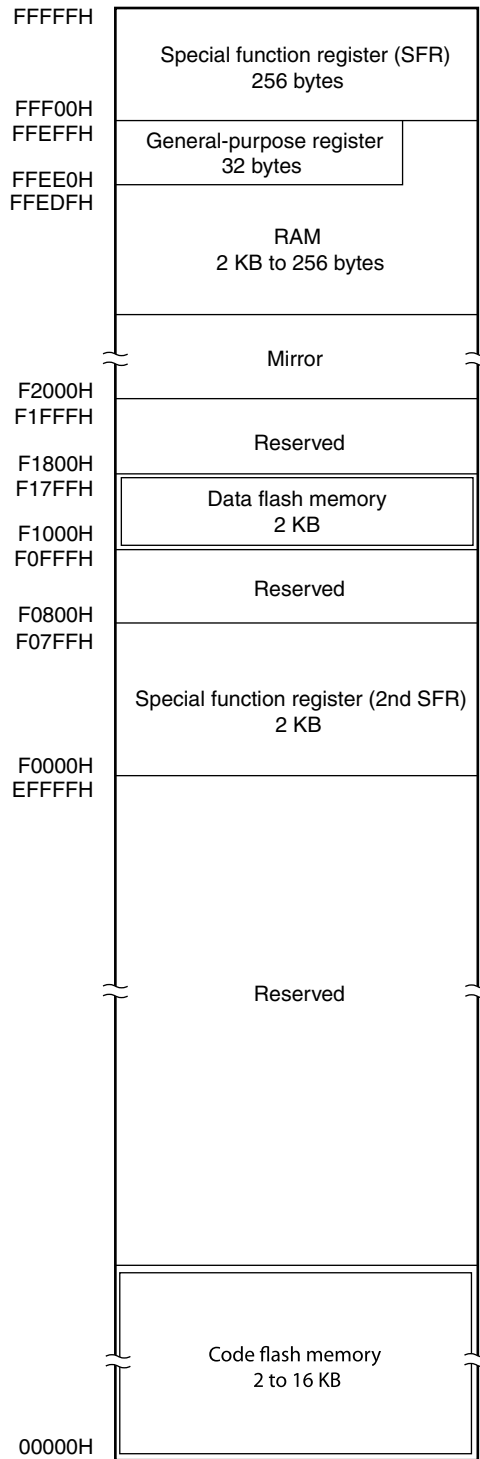 FFFFFH
Special function register (SFR)
256 bytes
FFF00H
FFEFFH
General-purpose register
32 bytes
FFEE0H
FFEDFH
RAM
2 KB to 256 bytes
Mirror
F2000H
F1FFFH
Reserved
F1800H
F17FFH
Data flash memory
2 KB
F1000H
F0FFFH
Reserved
F0800H
F07FFH
Special function register (2nd SFR)
2 KB
F0000H
EFFFFH
Reserved
Code flash memory
2 to 16 KB
00000H